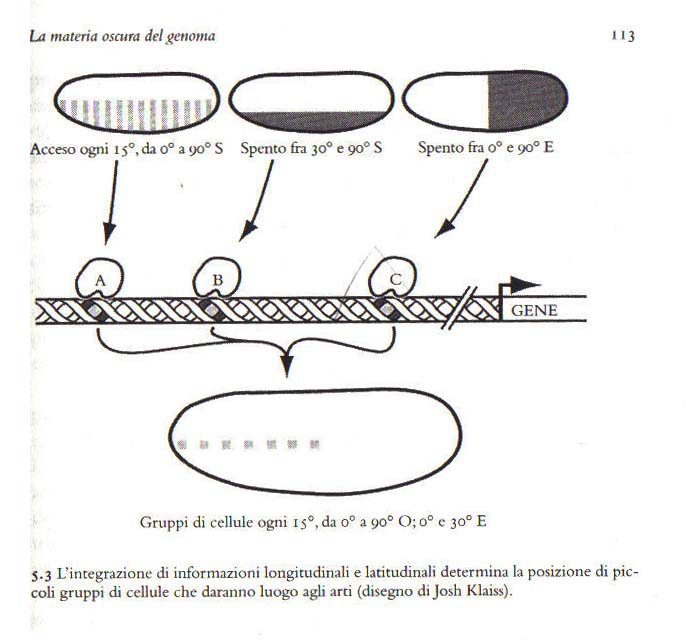 La materia oscura del genoma 113
Acceso ogni 15°, da 0° a 90° S Spento fra 30° e 90° S Spento fra 0° e 90° E
A B C
GENE
Gruppi di cellule ogni 15°, da 0° a 90° O; 0° e 30° E
5.3 L'integrazione di informazioni longitudinali e latitudinali determina la posizione di pic-
coli gruppi di cellule che daranno luogo agli arti (disegno di Josh Klaiss).